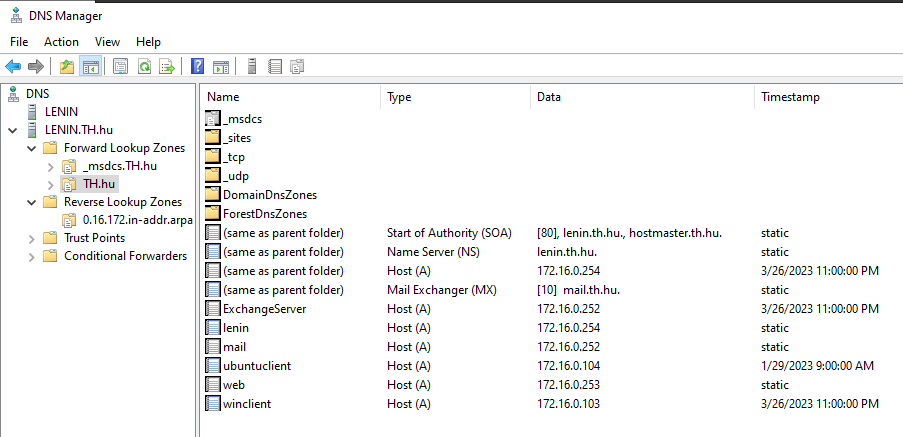 DNS Manager
File Action View Help
DNS
LENIN
LENIN.TH.hu
Forward Lookup Zones
_msdcs.TH.hu
TH.hu
Reverse Lookup Zones
0.16.172.in-addr.arpa
Trust Points
Conditional Forwarders
Name Type Data Timestamp
_msdcs
_sites
_tcp
_udp
DomainDnsZones
ForestDnsZones
(same as parent folder) Start of Authority (SOA) [80], lenin.th.hu., hostmaster.th.hu. static
(same as parent folder) Name Server (NS) lenin.th.hu. static
(same as parent folder) Host (A) 172.16.0.254 3/26/2023 11:00:00 PM
(same as parent folder) Mail Exchanger (MX) [10] mail.th.hu. static
ExchangeServer Host (A) 172.16.0.252 3/26/2023 11:00:00 PM
lenin Host (A) 172.16.0.254 static
mail Host (A) 172.16.0.252 static
ubuntuclient Host (A) 172.16.0.104 1/29/2023 9:00:00 AM
web Host (A) 172.16.0.253 static
winclient Host (A) 172.16.0.103 3/26/2023 11:00:00 PM